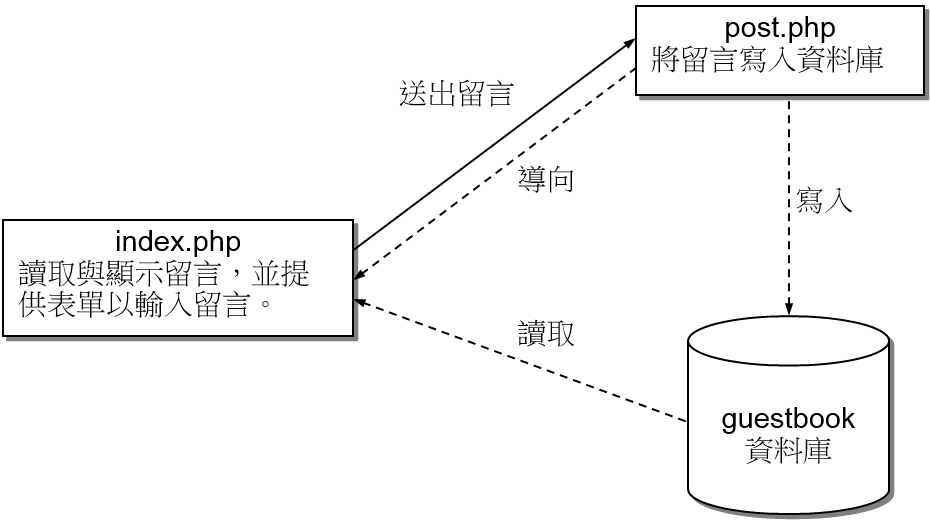 post.php
將留言寫入資料庫
送出留言
導向
寫入
index.php
讀取與顯示留言，並提
供表單以輸入留言。
讀取
guestbook
資料庫